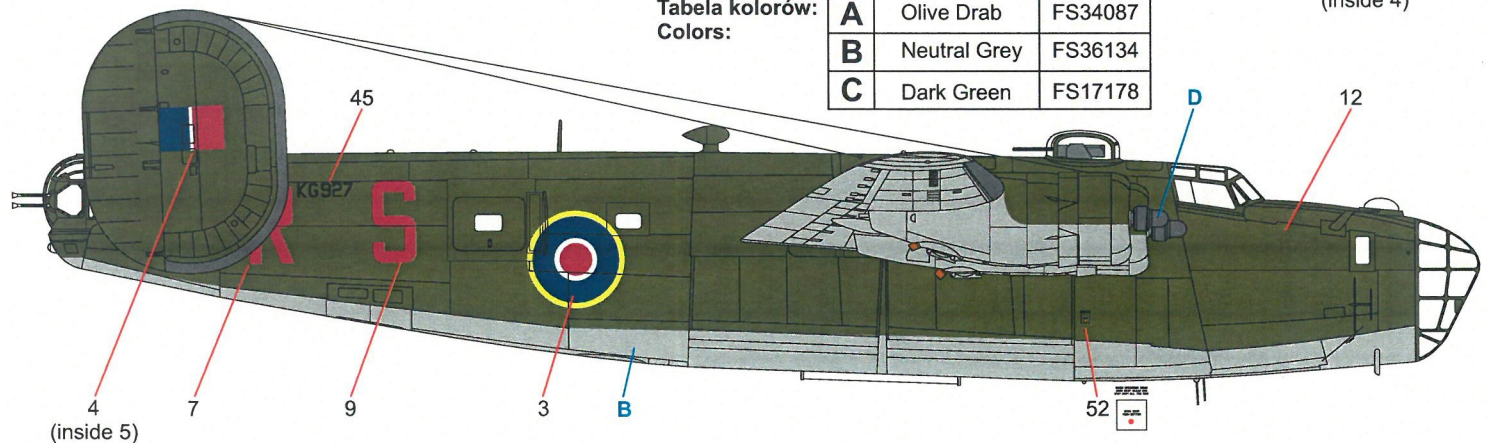 (inside 4)
Tabela kolorów:
Colors:
A Olive Drab FS34087
B Neutral Grey FS36134
C Dark Green FS17178
45
D
12
KG927
R S
4
(inside 5)
7
9
3
B
52